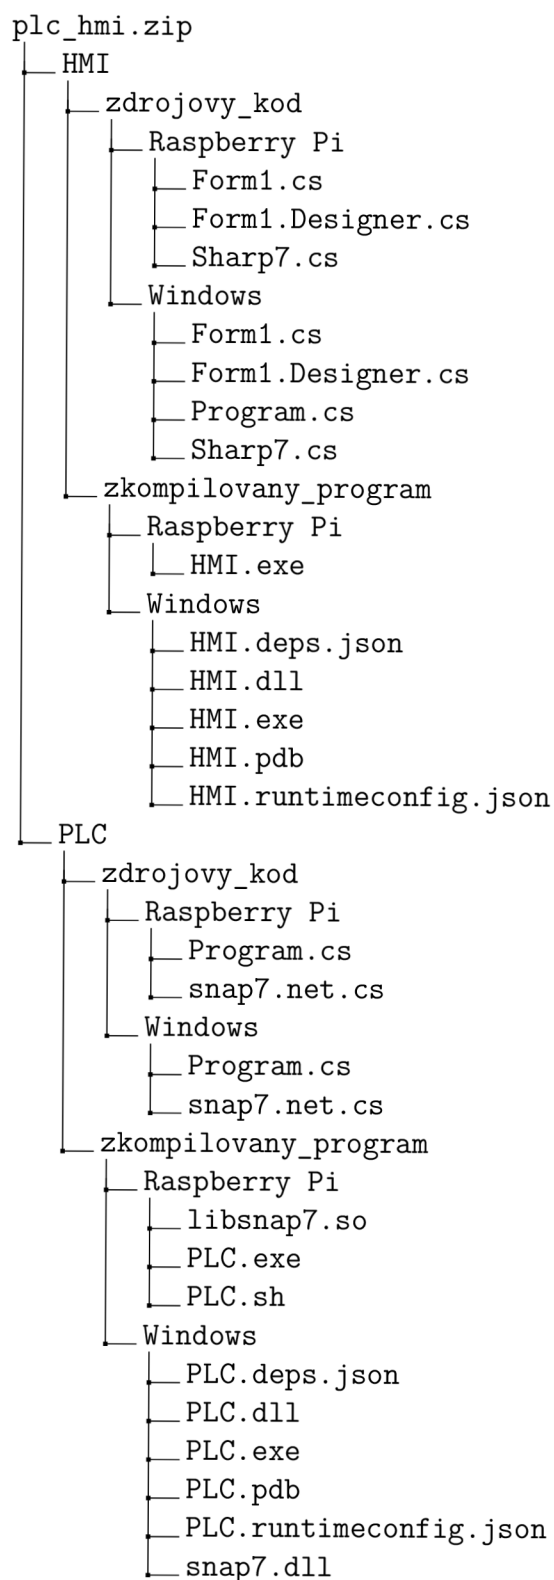 plc_hmi.zip
HMI
zdrojovy_kod
Raspberry Pi
Form1.cs
Form1.Designer.cs
Sharp7.cs
Windows
Form1.cs
Form1.Designer.cs
Program.cs
Sharp7.cs
zkompilovany_program
Raspberry Pi
HMI.exe
Windows
HMI.deps.json
HMI.dll
HMI.exe
HMI.pdb
HMI.runtimeconfig.json
PLC
zdrojovy_kod
Raspberry Pi
Program.cs
snap7.net.cs
Windows
Program.cs
snap7.net.cs
zkompilovany_program
Raspberry Pi
libsnap7.so
PLC.exe
PLC.sh
Windows
PLC.deps.json
PLC.dll
PLC.exe
PLC.pdb
PLC.runtimeconfig.json
snap7.dll